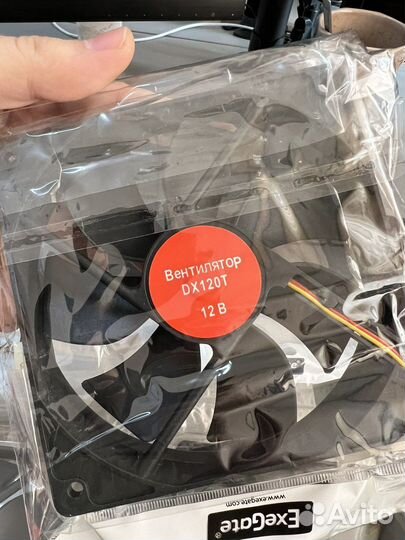 Вентилятор
DX120T
12 В
www.exegate.com
ExeGate®
Avito